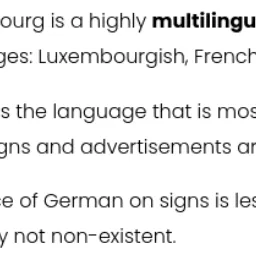 ourg is a highly multilingu
ges: Luxembourgish, French
s the language that is mos
gns and advertisements ar
ce of German on signs is les
y not non-existent.